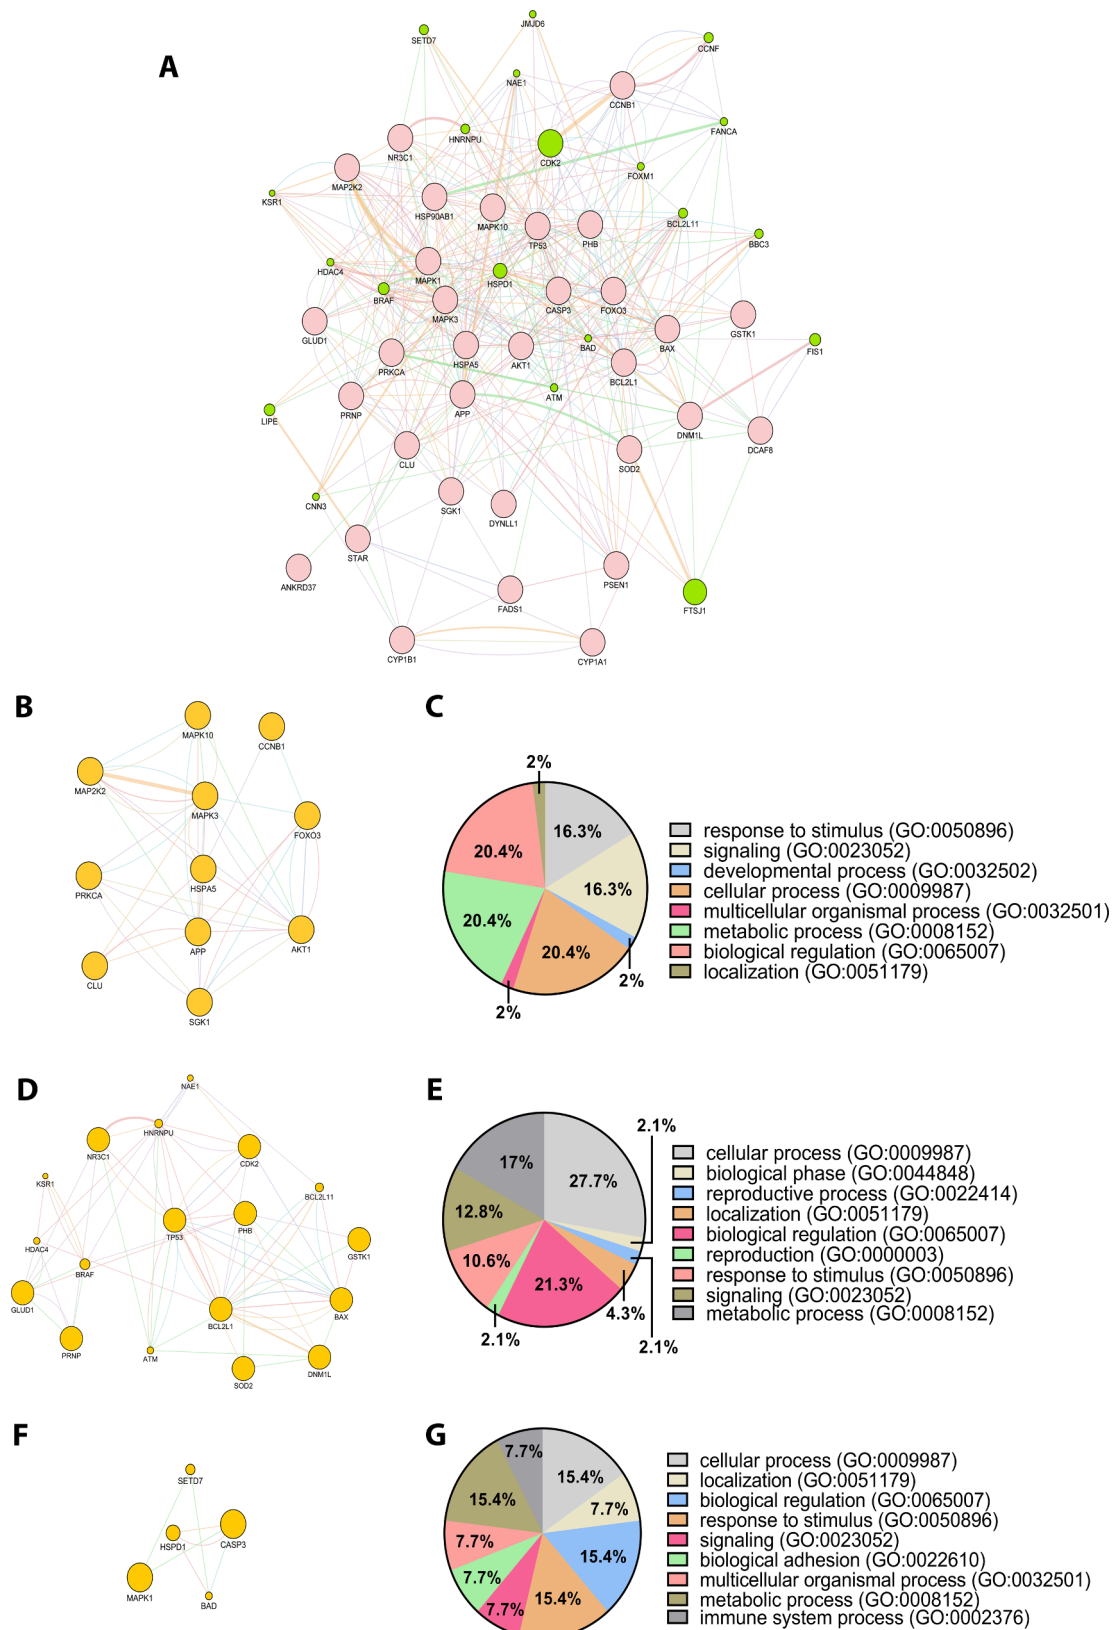 A
JMJD6
SETD7
CCNF
NAE1
CCNB1
FANCA
HNRNPU
NR3C1
CDK2
FOXM1
MAP2K2
KSR1
HSP90AB1
MAPK10
BCL2L11
TP53
PHB
BBC3
HDAC4
MAPK1
HSPD1
BRAF
CASP3
FOXO3
MAPK3
GLUD1
GSTK1
BAX
FIS1
BAD
HSPA5
AKT1
PRKCA
BCL2L1
ATM
PRNP
APP
LIPE
DNM1L
DCAF8
CLU
SOD2
CNN3
SGK1
DYNLL1
STAR
ANKRD37
PSEN1
FADS1
FTSJ1
CYP1B1
CYP1A1
B
MAPK10
CCNB1
MAP2K2
MAPK3
FOXO3
HSPA5
PRKCA
APP
AKT1
CLU
SGK1
C
2%
16.3%
20.4%
16.3%
20.4%
20.4%
2%
2%
response to stimulus (GO:0050896)
signaling (GO:0023052)
developmental process (GO:0032502)
cellular process (GO:0009987)
multicellular organismal process (GO:0032501)
metabolic process (GO:0008152)
biological regulation (GO:0065007)
localization (GO:0051179)
D
NAE1
HNRNPU
NR3C1
CDK2
KSR1
BCL2L11
PHB
TP53
HDAC4
GSTK1
BRAF
GLUD1
BCL2L1
BAX
PRNP
ATM
SOD2
DNM1L
E
2.1%
17%
27.7%
12.8%
10.6%
21.3%
4.3%
2.1%
2.1%
cellular process (GO:0009987)
biological phase (GO:0044848)
reproductive process (GO:0022414)
localization (GO:0051179)
biological regulation (GO:0065007)
reproduction (GO:0000003)
response to stimulus (GO:0050896)
signaling (GO:0023052)
metabolic process (GO:0008152)
F
SETD7
HSPD1
CASP3
MAPK1
BAD
G
7.7%
15.4%
15.4%
7.7%
7.7%
15.4%
7.7%
15.4%
7.7%
cellular process (GO:0009987)
localization (GO:0051179)
biological regulation (GO:0065007)
response to stimulus (GO:0050896)
signaling (GO:0023052)
biological adhesion (GO:0022610)
multicellular organismal process (GO:0032501)
metabolic process (GO:0008152)
immune system process (GO:0002376)